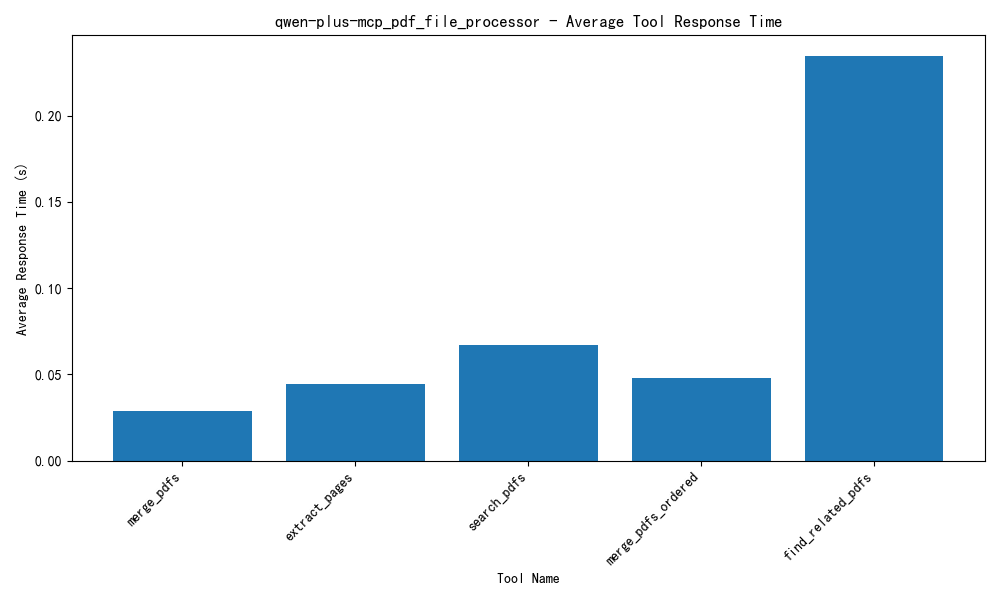 qwen-plus-mcp_pdf_file_processor - Average Tool Response Time
Average Response Time (s)
0.20
0.15
0.10
0.05
0.00
merge_pdfs
extract_pages
search_pdfs
merge_pdfs_ordered
find_related_pdfs
Tool Name